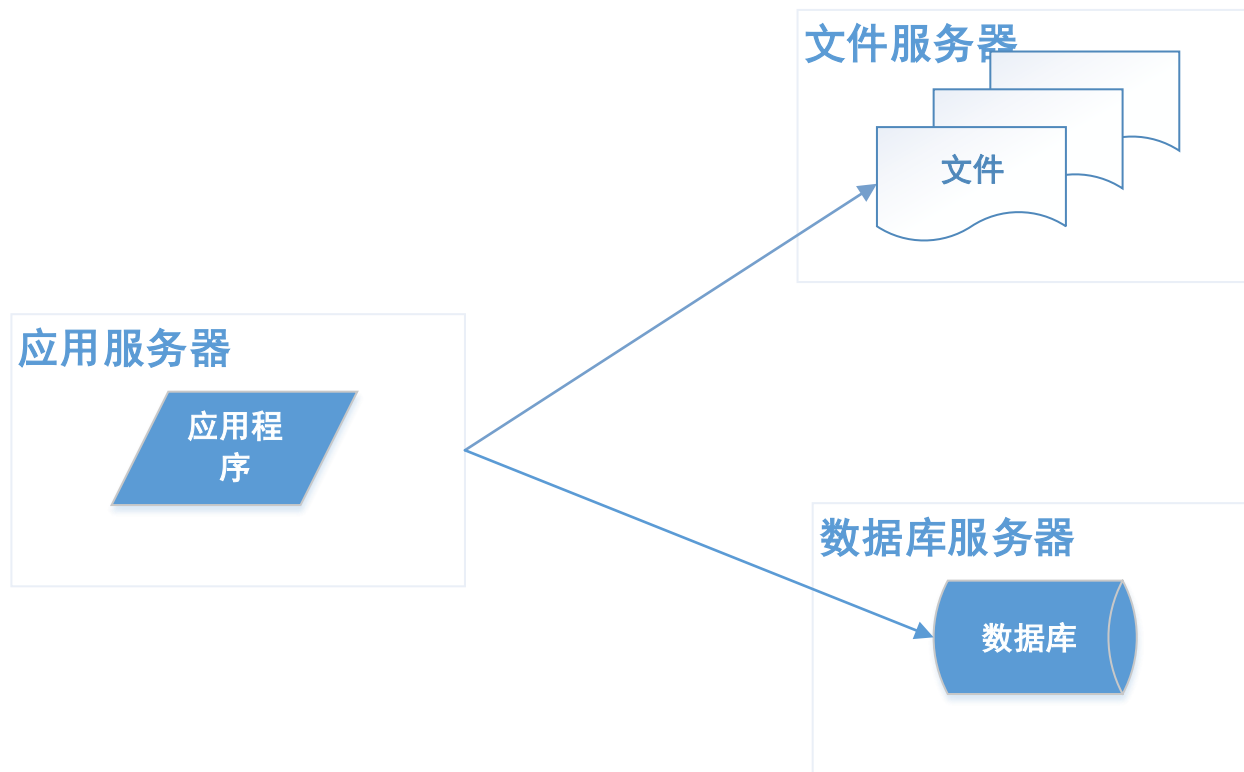 文件服务器
文件
应用服务器
应用程
序
数据库服务器
数据库